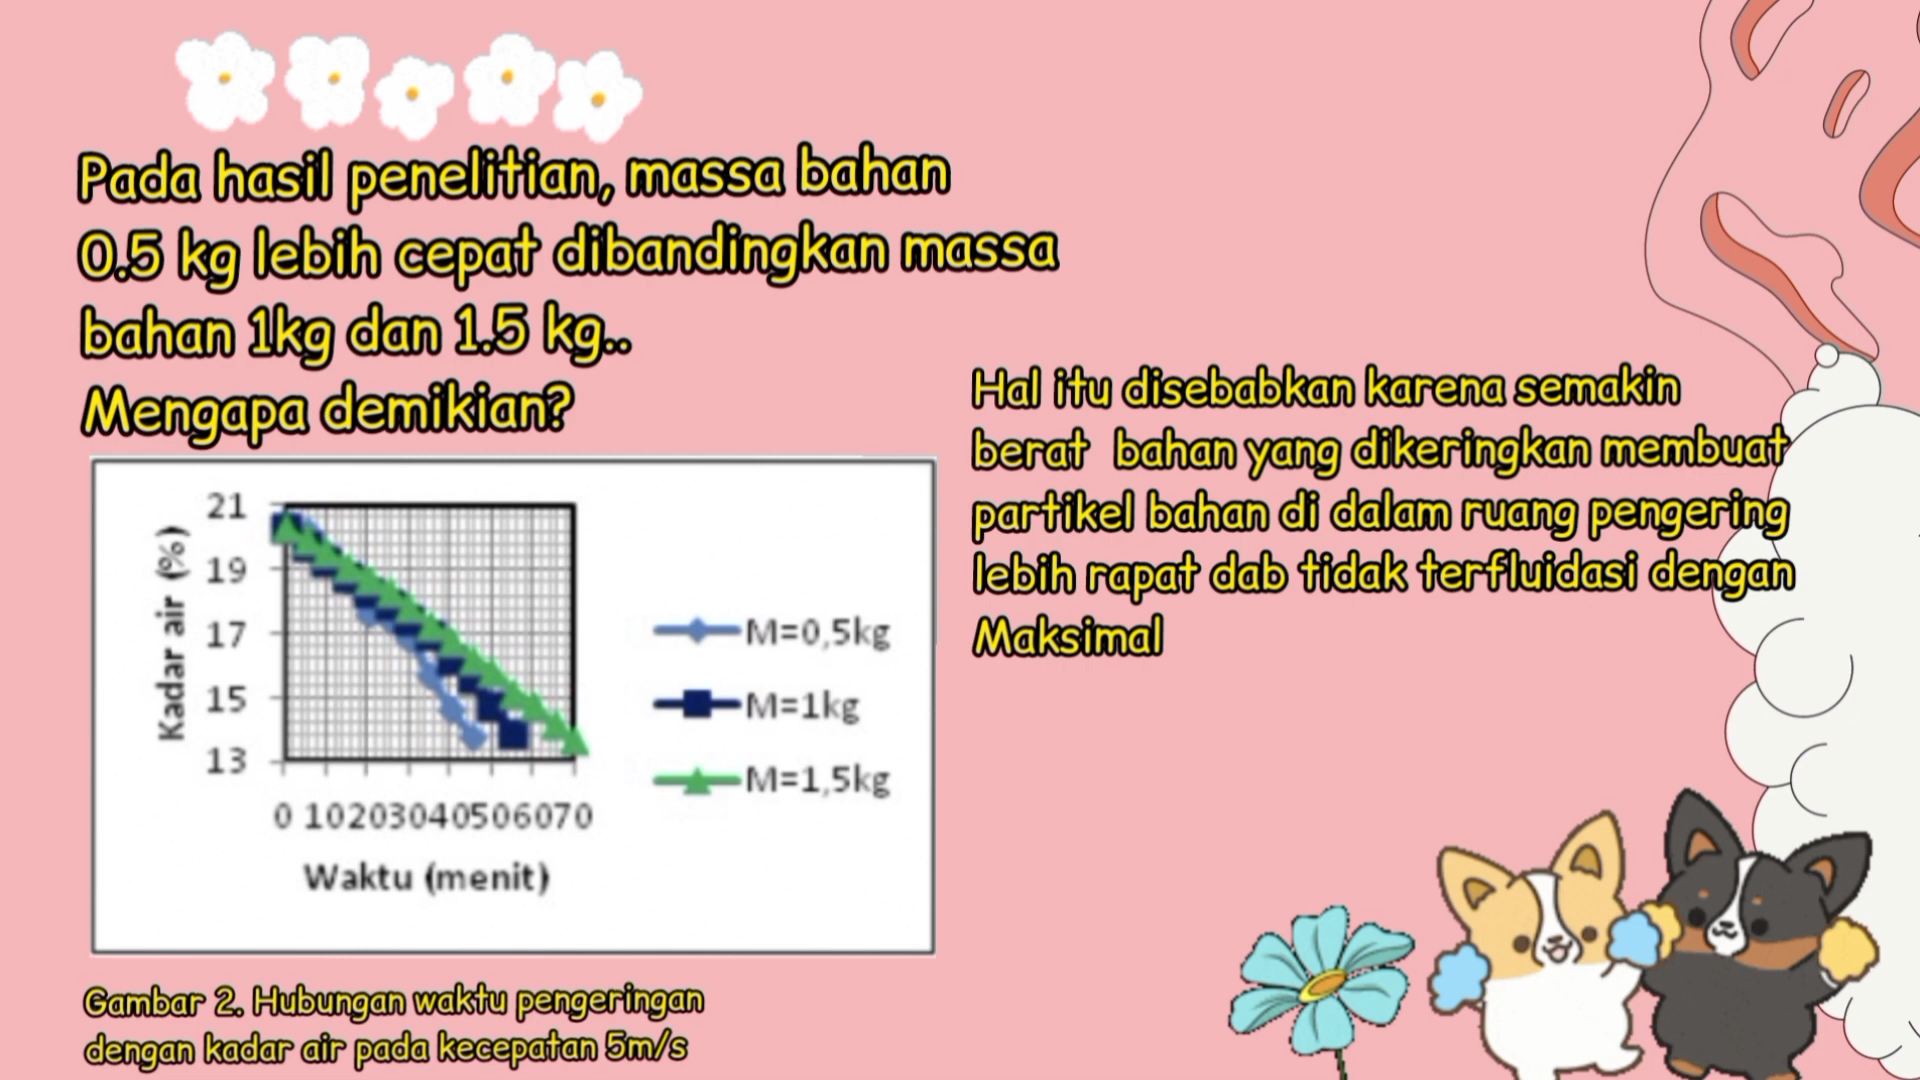 Pada hasil penelitian, massa bahan
0.5 kg lebih cepat dibandingkan massa
bahan 1kg dan 1.5 kg..
Mengapa demikian?
21
19
17
15
13
Kadar air (%)
0 10203040506070
Waktu (menit)
M=0,5kg
M=1kg
M=1,5kg
Gambar 2. Hubungan waktu pengeringan
dengan kadar air pada kecepatan 5m/s
Hal itu disebabkan karena semakin
berat bahan yang dikeringkan membuat
partikel bahan di dalam ruang pengering
lebih rapat dab tidak terfluidasi dengan
Maksimal